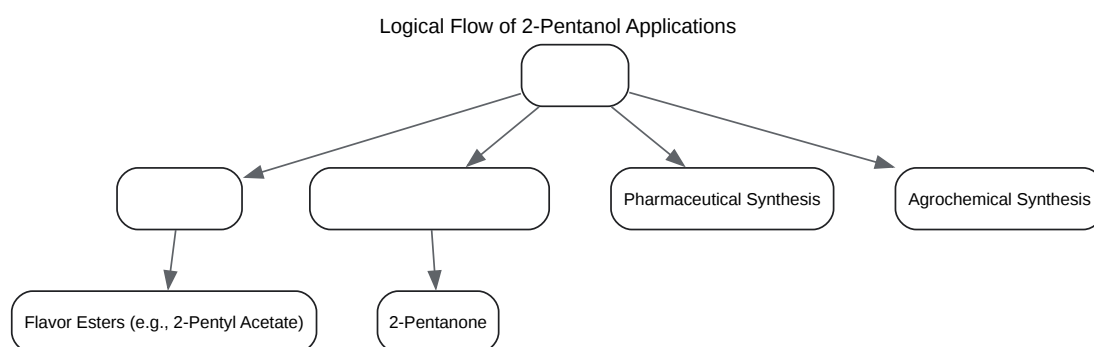 Logical Flow of 2-Pentanol Applications
Pharmaceutical Synthesis
Agrochemical Synthesis
Flavor Esters (e.g., 2-Pentyl Acetate)
2-Pentanone